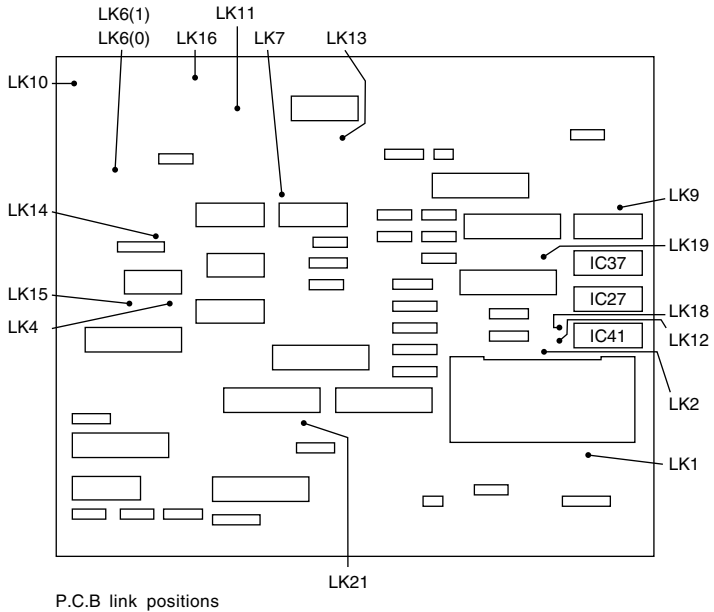 LK6(1)
LK11
LK6(0)
LK16
LK7
LK13
LK10
LK14
LK9
LK19
IC37
LK15
IC27
LK18
LK4
IC41
LK12
LK2
LK1
LK21
P.C.B link positions